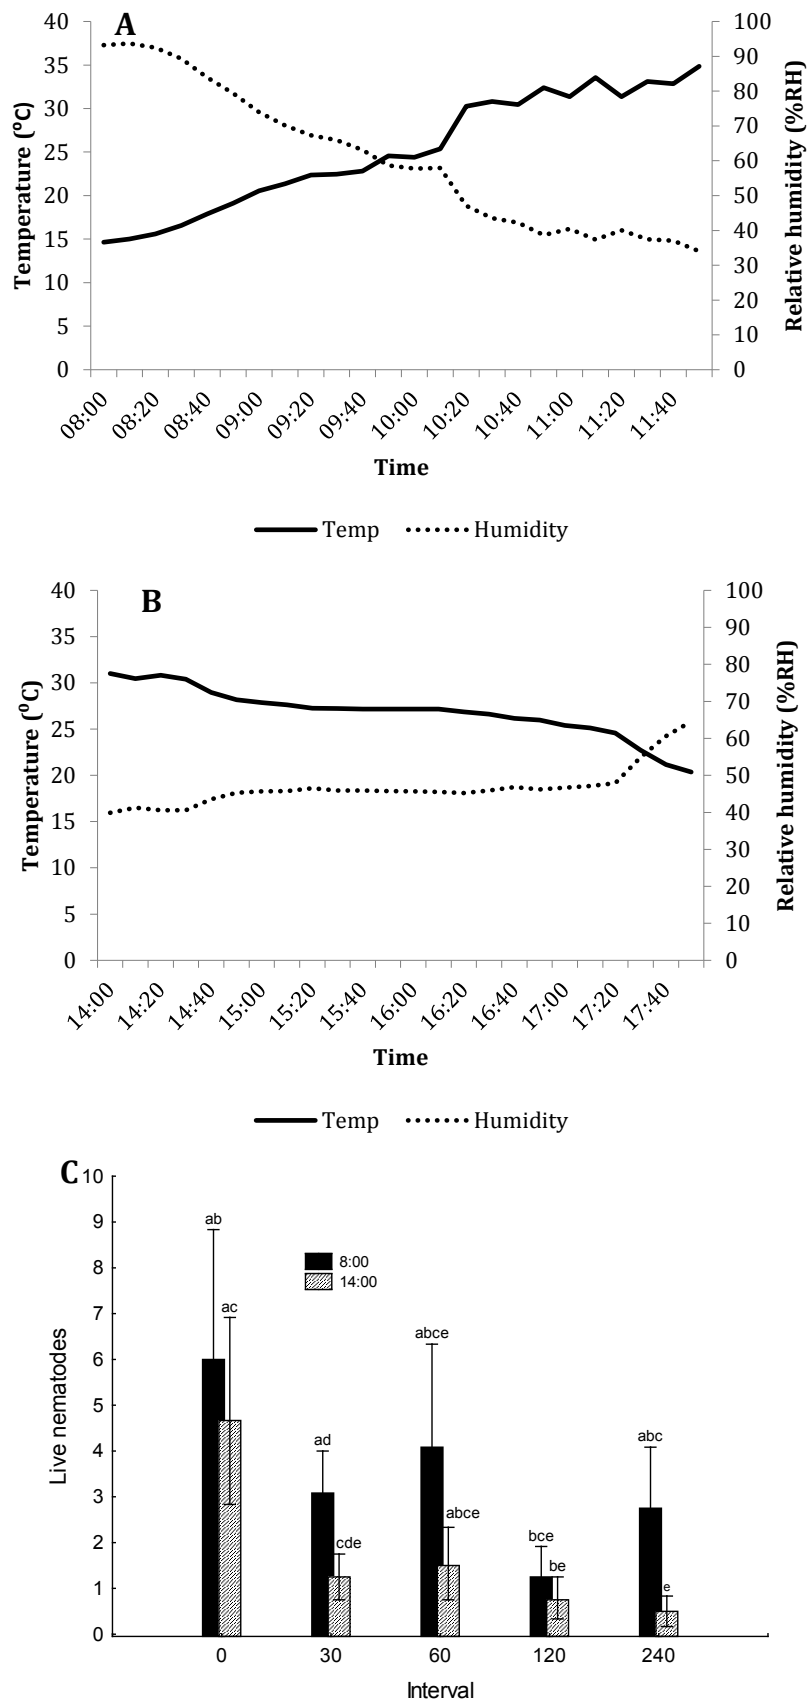 A
40
35
30
25
20
15
10
5
0
Temperature (⁰C)
100
90
80
70
60
50
40
30
20
10
0
Relative humidity (%RH)
08:00 08:20 08:40 09:00 09:20 09:40 10:00 10:20 10:40 11:00 11:20 11:40
Time
Temp Humidity
B
40
35
30
25
20
15
10
5
0
Temperature (⁰C)
100
90
80
70
60
50
40
30
20
10
0
Relative humidity (%RH)
14:00 14:20 14:40 15:00 15:20 15:40 16:00 16:20 16:40 17:00 17:20 17:40
Time
Temp Humidity
C
10
9
8
7
6
5
4
3
2
1
0
Live nematodes
8:00
14:00
ab
ac
ad
cde
abce
abce
bce
be
abc
e
0 30 60 120 240
Interval